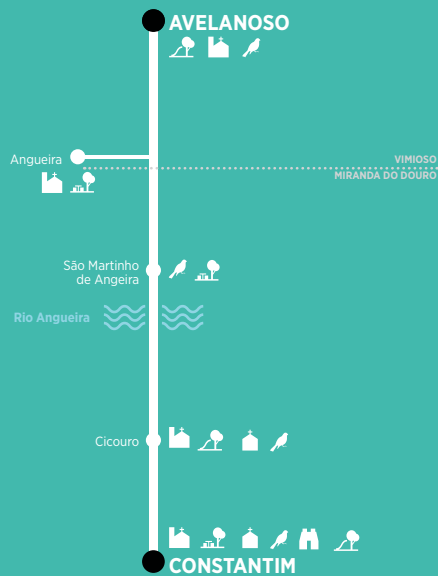 AVELANOSO
Angueira
VIMIOSO
MIRANDA DO DOURO
São Martinho
de Angeira
Rio Angueira
Cicouro
CONSTANTIM